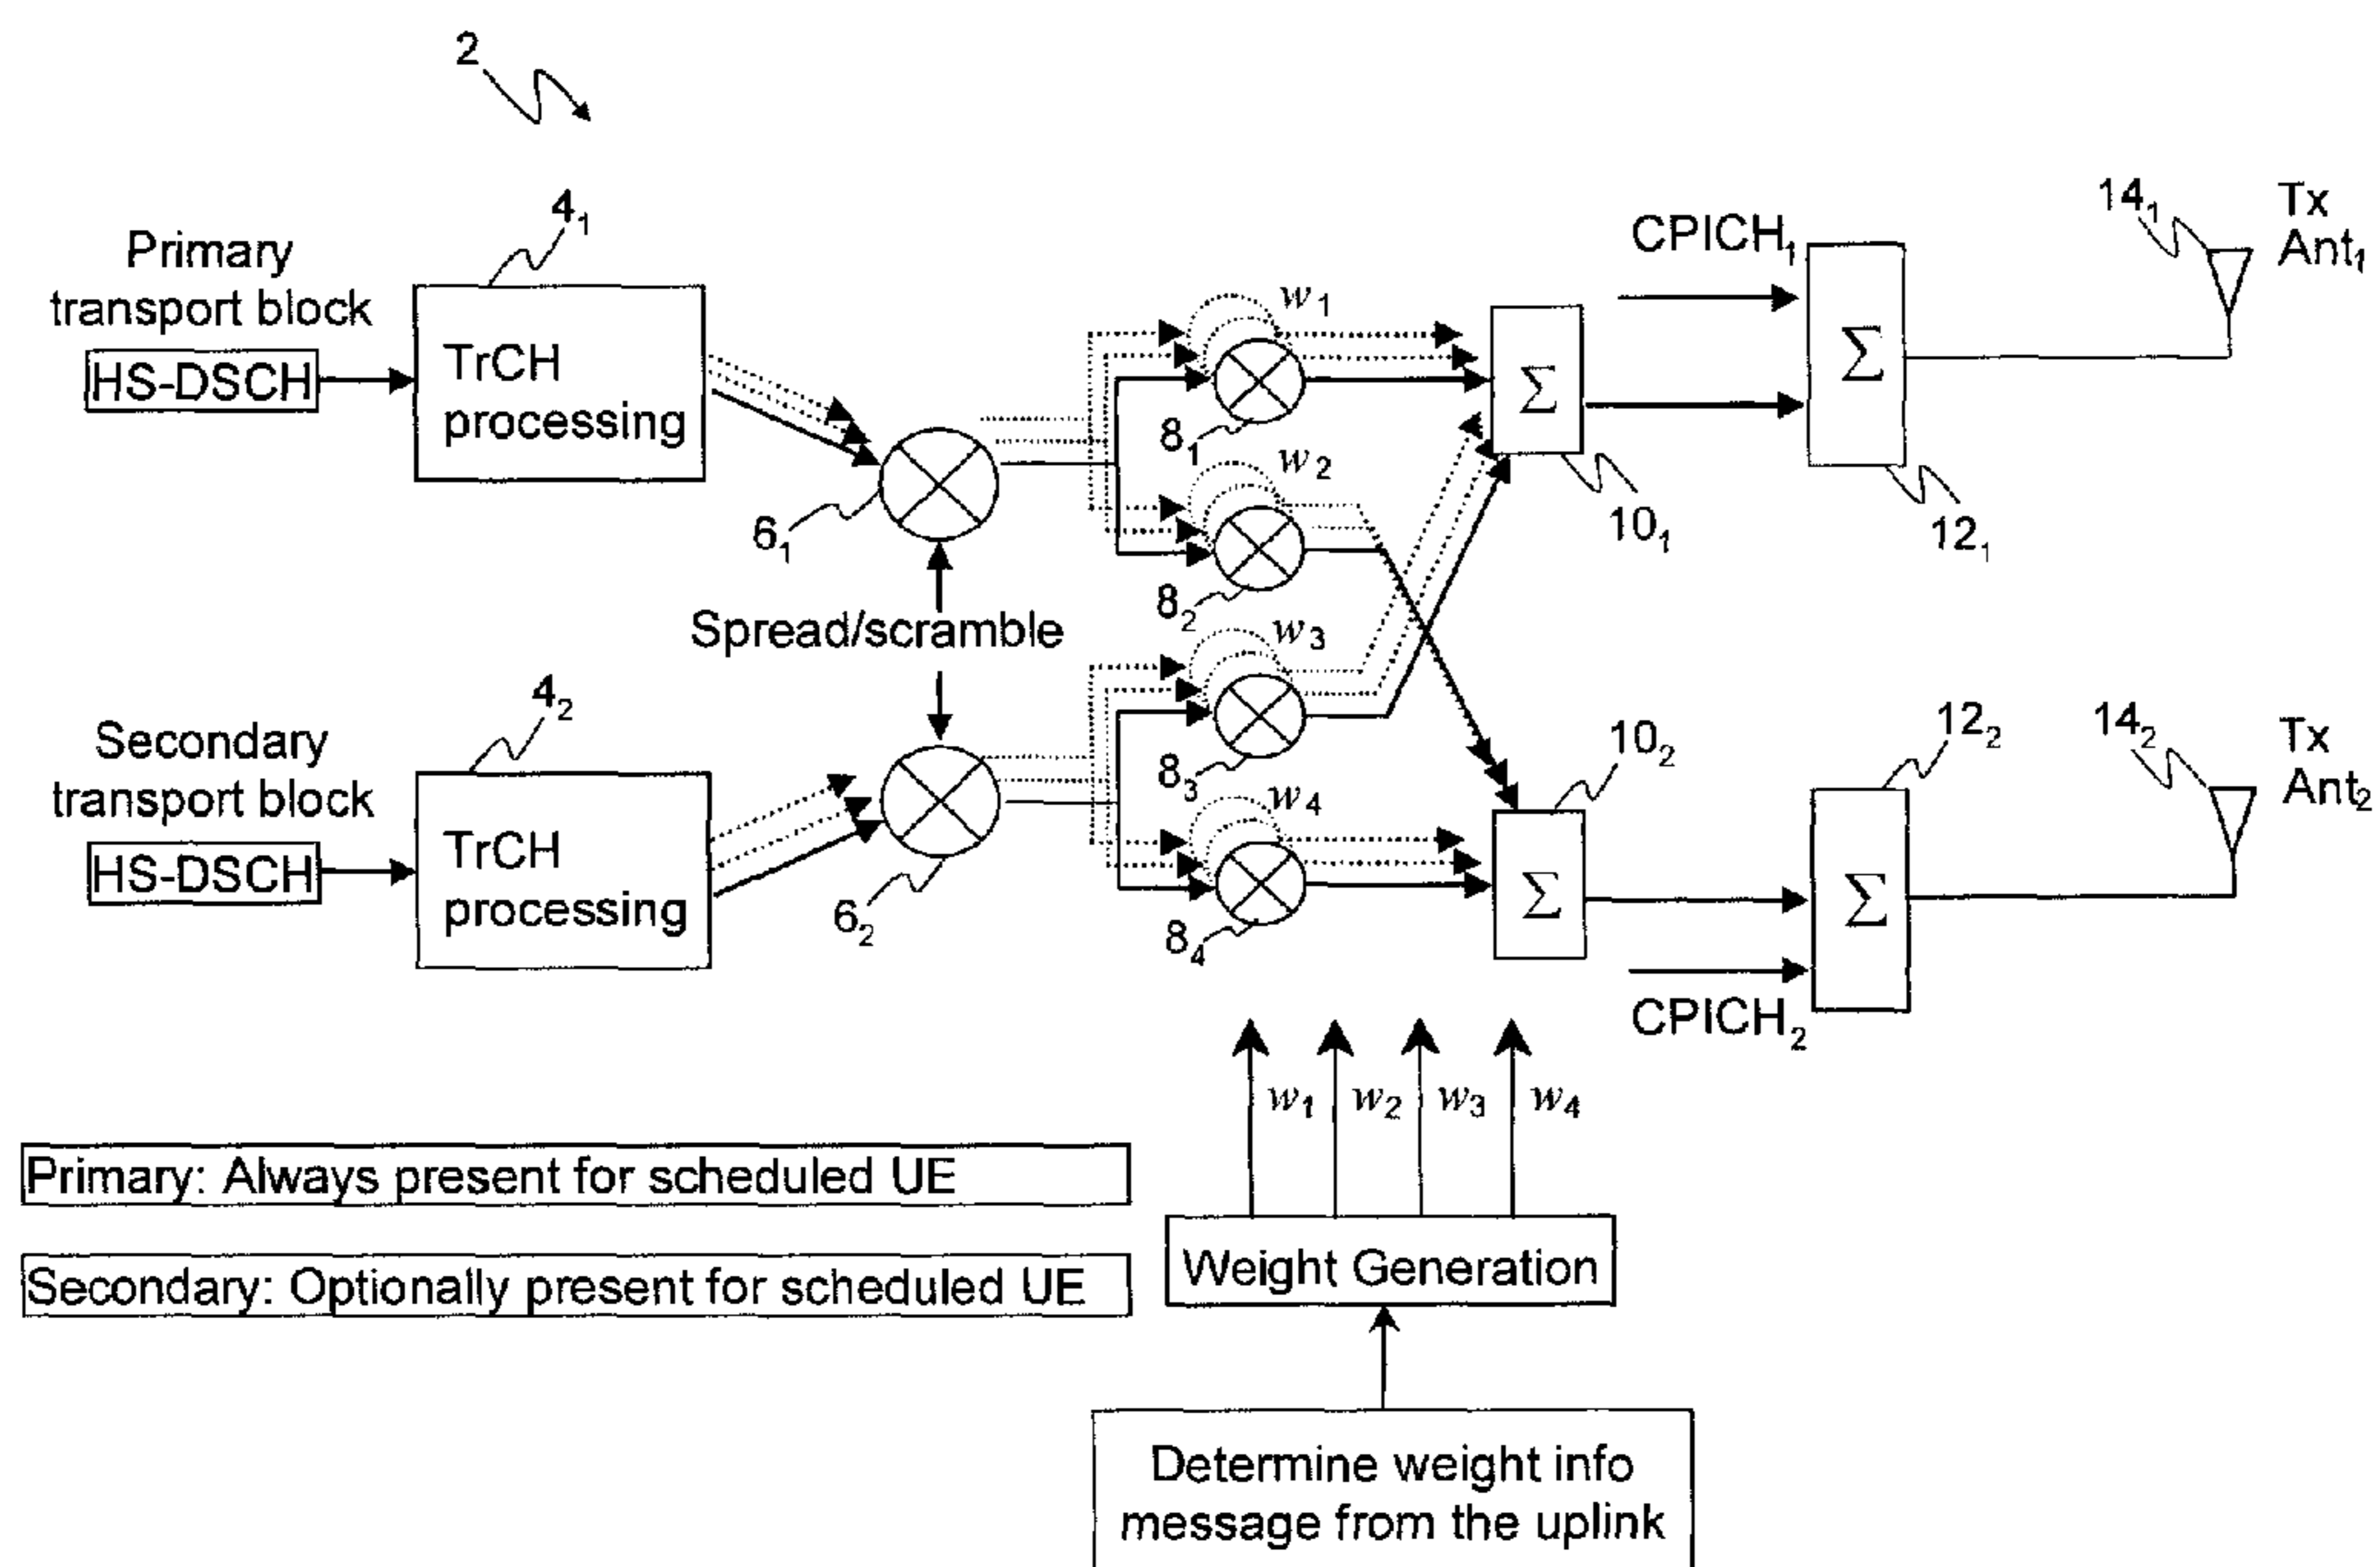 2
Primary
transport block
HS-DSCH
4₁
TrCH
processing
6₁
Spread/scramble
Secondary
transport block
HS-DSCH
4₂
TrCH
processing
6₂
w₁
8₁
w₂
8₂
w₃
8₃
w₄
8₄
Σ
10₁
CPICH₁
Σ
12₁
14₁
Tx
Ant₁
10₂
Σ
CPICH₂
12₂
Σ
14₂
Tx
Ant₂
w₁ w₂ w₃ w₄
Primary: Always present for scheduled UE
Secondary: Optionally present for scheduled UE
Weight Generation
Determine weight info
message from the uplink